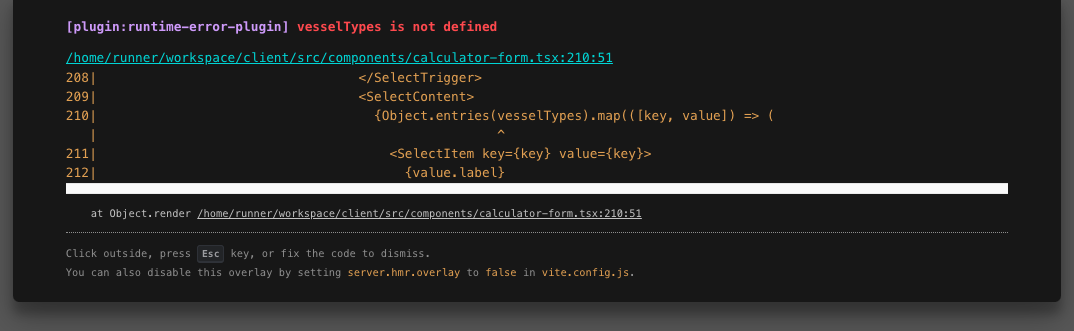 [plugin:runtime-error-plugin] vesselTypes is not defined
/home/runner/workspace/client/src/components/calculator-form.tsx:210:51
208|                                  </SelectTrigger>
209|                                  <SelectContent>
210|                                    {Object.entries(vesselTypes).map(([key, value]) => (
   |                                                    ^
211|                                      <SelectItem key={key} value={key}>
212|                                        {value.label}
at Object.render /home/runner/workspace/client/src/components/calculator-form.tsx:210:51
Click outside, press Esc key, or fix the code to dismiss.
You can also disable this overlay by setting server.hmr.overlay to false in vite.config.js.